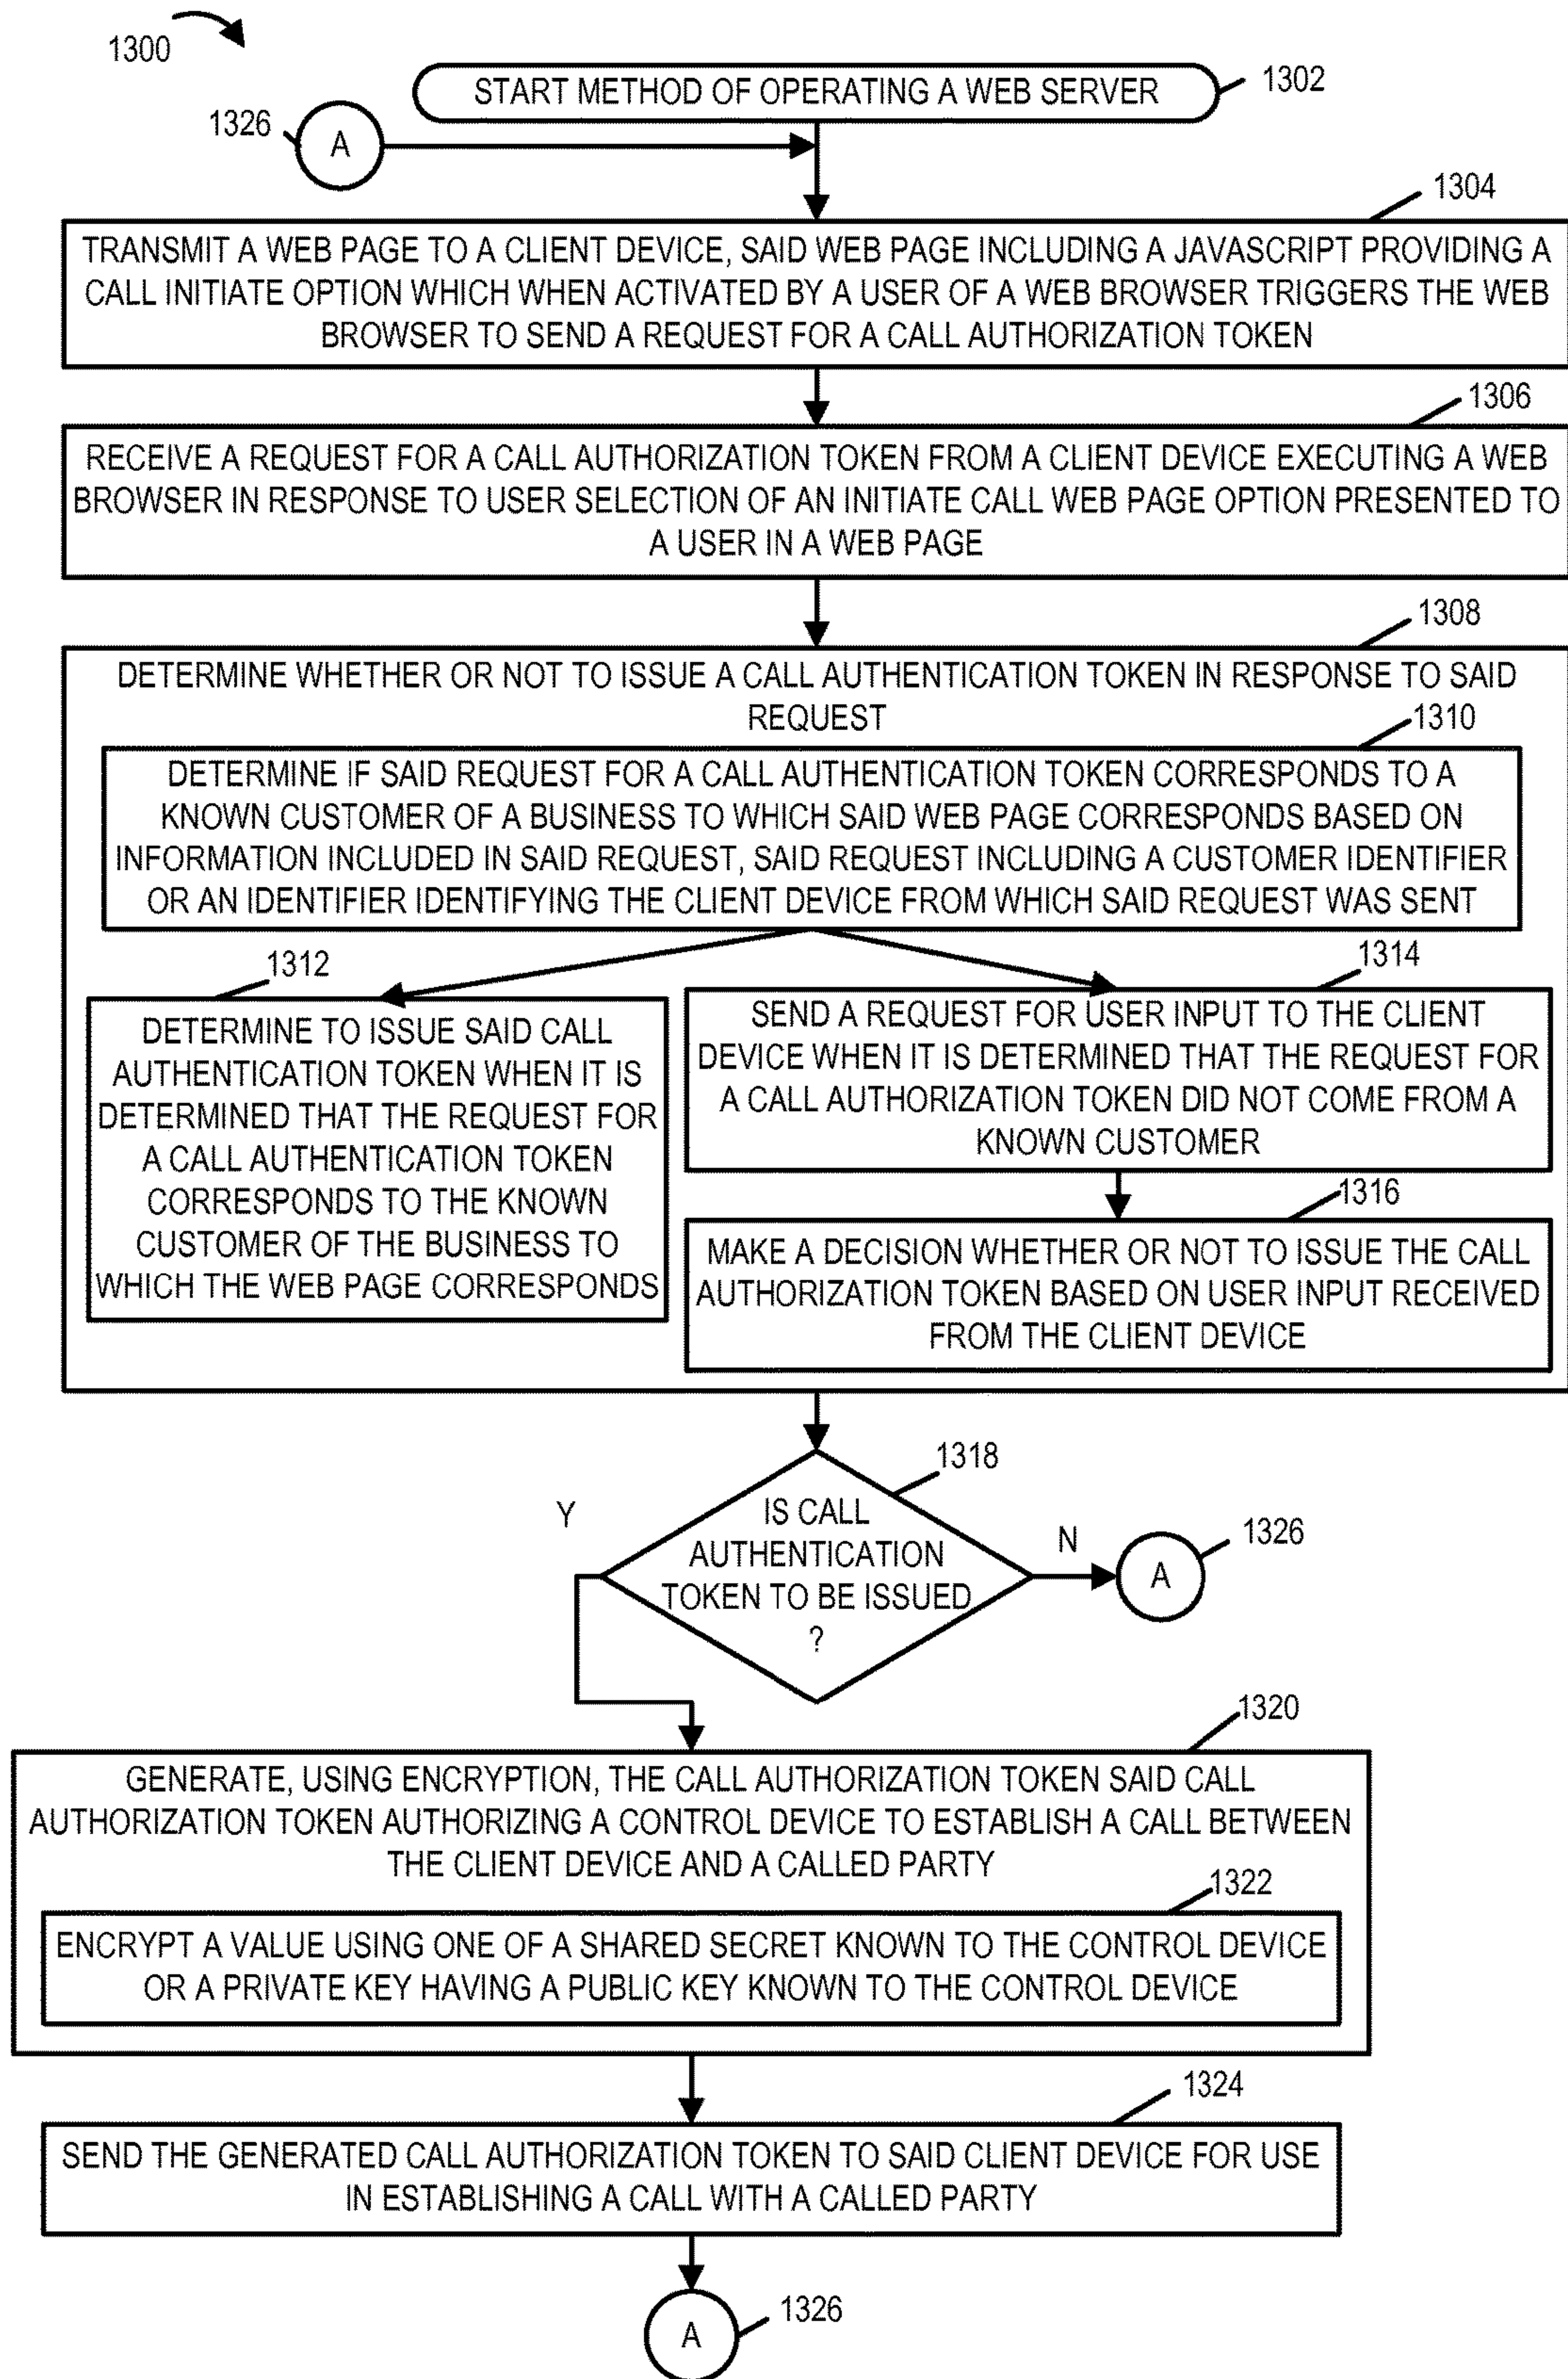 1300
START METHOD OF OPERATING A WEB SERVER
1302
1326
A
1304
TRANSMIT A WEB PAGE TO A CLIENT DEVICE, SAID WEB PAGE INCLUDING A JAVASCRIPT PROVIDING A
CALL INITIATE OPTION WHICH WHEN ACTIVATED BY A USER OF A WEB BROWSER TRIGGERS THE WEB
BROWSER TO SEND A REQUEST FOR A CALL AUTHORIZATION TOKEN
1306
RECEIVE A REQUEST FOR A CALL AUTHORIZATION TOKEN FROM A CLIENT DEVICE EXECUTING A WEB
BROWSER IN RESPONSE TO USER SELECTION OF AN INITIATE CALL WEB PAGE OPTION PRESENTED TO
A USER IN A WEB PAGE
1308
DETERMINE WHETHER OR NOT TO ISSUE A CALL AUTHENTICATION TOKEN IN RESPONSE TO SAID
REQUEST
1310
DETERMINE IF SAID REQUEST FOR A CALL AUTHENTICATION TOKEN CORRESPONDS TO A
KNOWN CUSTOMER OF A BUSINESS TO WHICH SAID WEB PAGE CORRESPONDS BASED ON
INFORMATION INCLUDED IN SAID REQUEST, SAID REQUEST INCLUDING A CUSTOMER IDENTIFIER
OR AN IDENTIFIER IDENTIFYING THE CLIENT DEVICE FROM WHICH SAID REQUEST WAS SENT
1312
DETERMINE TO ISSUE SAID CALL
AUTHENTICATION TOKEN WHEN IT IS
DETERMINED THAT THE REQUEST FOR
A CALL AUTHENTICATION TOKEN
CORRESPONDS TO THE KNOWN
CUSTOMER OF THE BUSINESS TO
WHICH THE WEB PAGE CORRESPONDS
1314
SEND A REQUEST FOR USER INPUT TO THE CLIENT
DEVICE WHEN IT IS DETERMINED THAT THE REQUEST FOR
A CALL AUTHORIZATION TOKEN DID NOT COME FROM A
KNOWN CUSTOMER
1316
MAKE A DECISION WHETHER OR NOT TO ISSUE THE CALL
AUTHORIZATION TOKEN BASED ON USER INPUT RECEIVED
FROM THE CLIENT DEVICE
1318
IS CALL
AUTHENTICATION
TOKEN TO BE ISSUED
?
Y
N
A
1326
1320
GENERATE, USING ENCRYPTION, THE CALL AUTHORIZATION TOKEN SAID CALL
AUTHORIZATION TOKEN AUTHORIZING A CONTROL DEVICE TO ESTABLISH A CALL BETWEEN
THE CLIENT DEVICE AND A CALLED PARTY
1322
ENCRYPT A VALUE USING ONE OF A SHARED SECRET KNOWN TO THE CONTROL DEVICE
OR A PRIVATE KEY HAVING A PUBLIC KEY KNOWN TO THE CONTROL DEVICE
1324
SEND THE GENERATED CALL AUTHORIZATION TOKEN TO SAID CLIENT DEVICE FOR USE
IN ESTABLISHING A CALL WITH A CALLED PARTY
A
1326